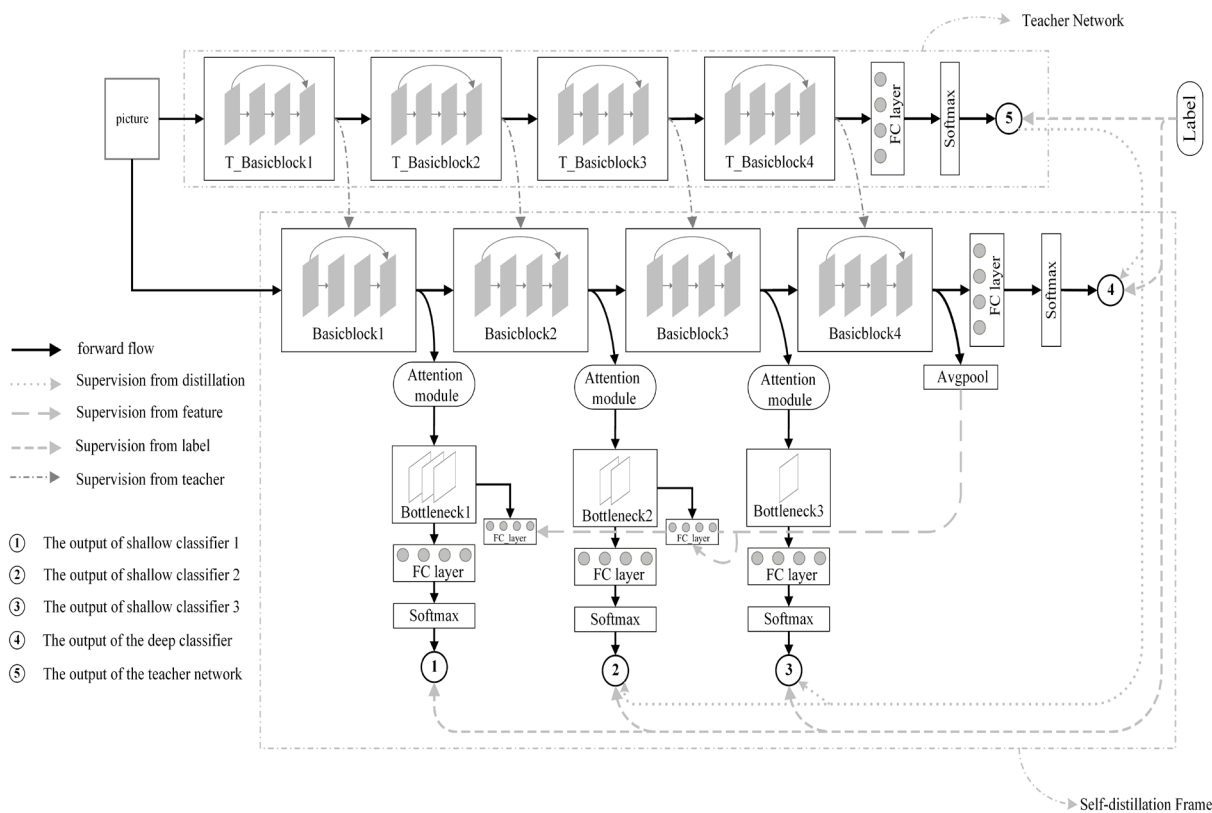 Teacher Network
picture
T_Basicblock1
T_Basicblock2
T_Basicblock3
T_Basicblock4
FC layer
Softmax
5
Label
Basicblock1
Basicblock2
Basicblock3
Basicblock4
FC layer
Softmax
4
forward flow
Supervision from distillation
Supervision from feature
Supervision from label
Supervision from teacher
Attention
module
Attention
module
Attention
module
Avgpool
Bottleneck1
FC_layer
Bottleneck2
FC_layer
Bottleneck3
FC layer
FC layer
FC layer
Softmax
Softmax
Softmax
1
2
3
1 The output of shallow classifier 1
2 The output of shallow classifier 2
3 The output of shallow classifier 3
4 The output of the deep classifier
5 The output of the teacher network
Self-distillation Frame